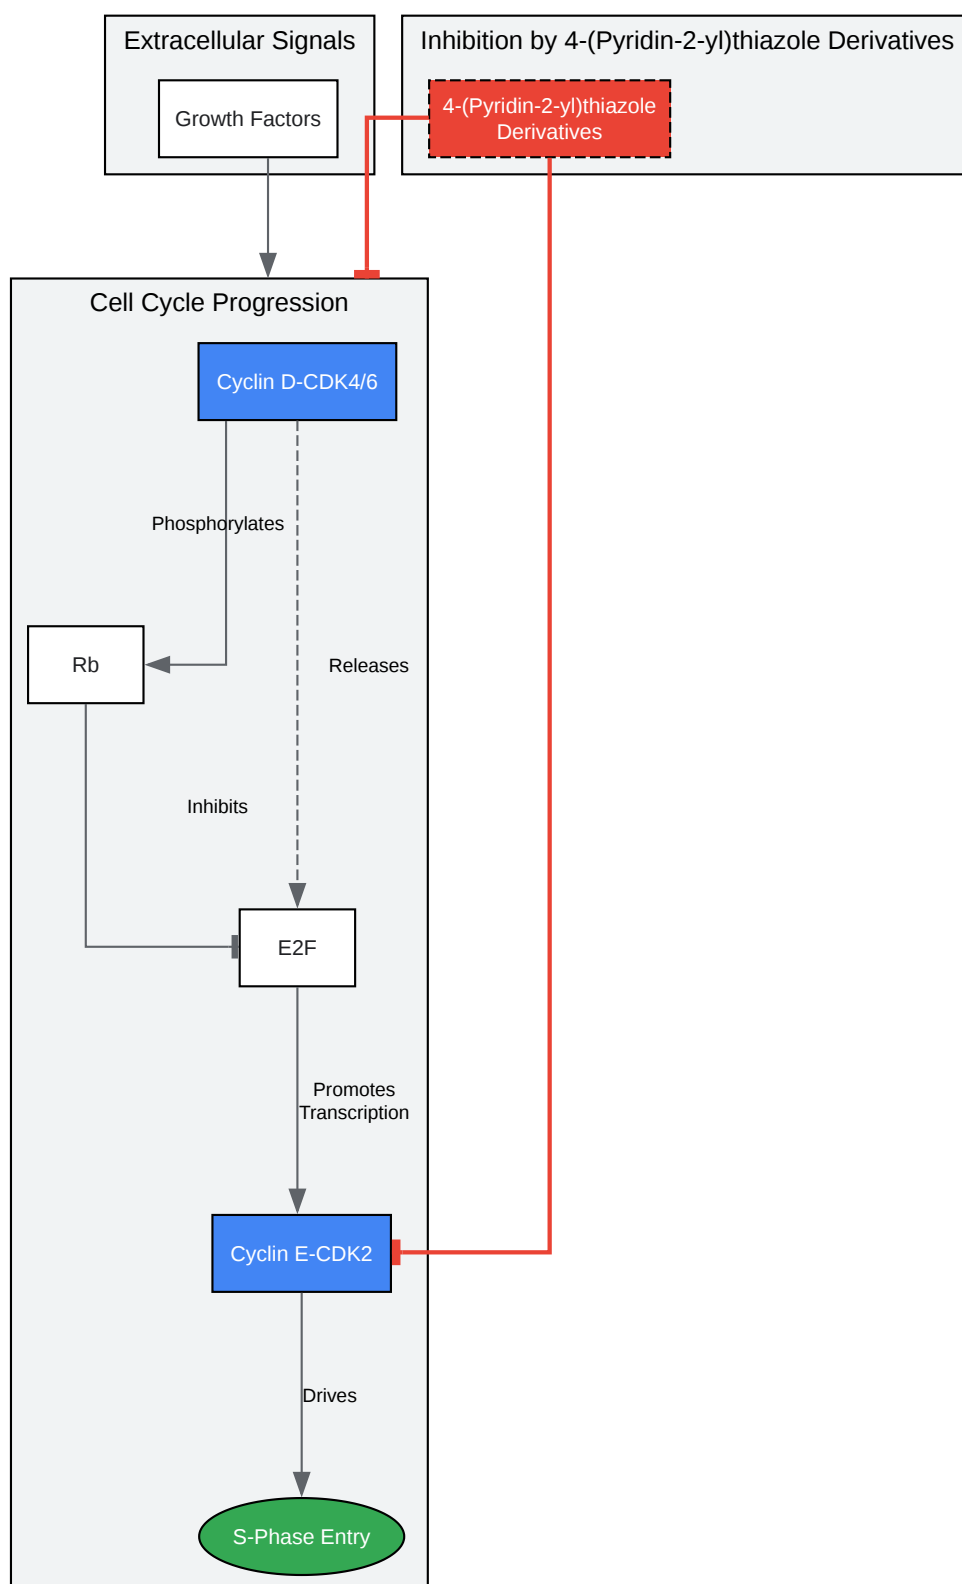 Extracellular Signals
Growth Factors
Inhibition by 4-(Pyridin-2-yl)thiazole Derivatives
4-(Pyridin-2-yl)thiazole
Derivatives
Cell Cycle Progression
Cyclin D-CDK4/6
Phosphorylates
Rb
Releases
Inhibits
E2F
Promotes
Transcription
Cyclin E-CDK2
Drives
S-Phase Entry